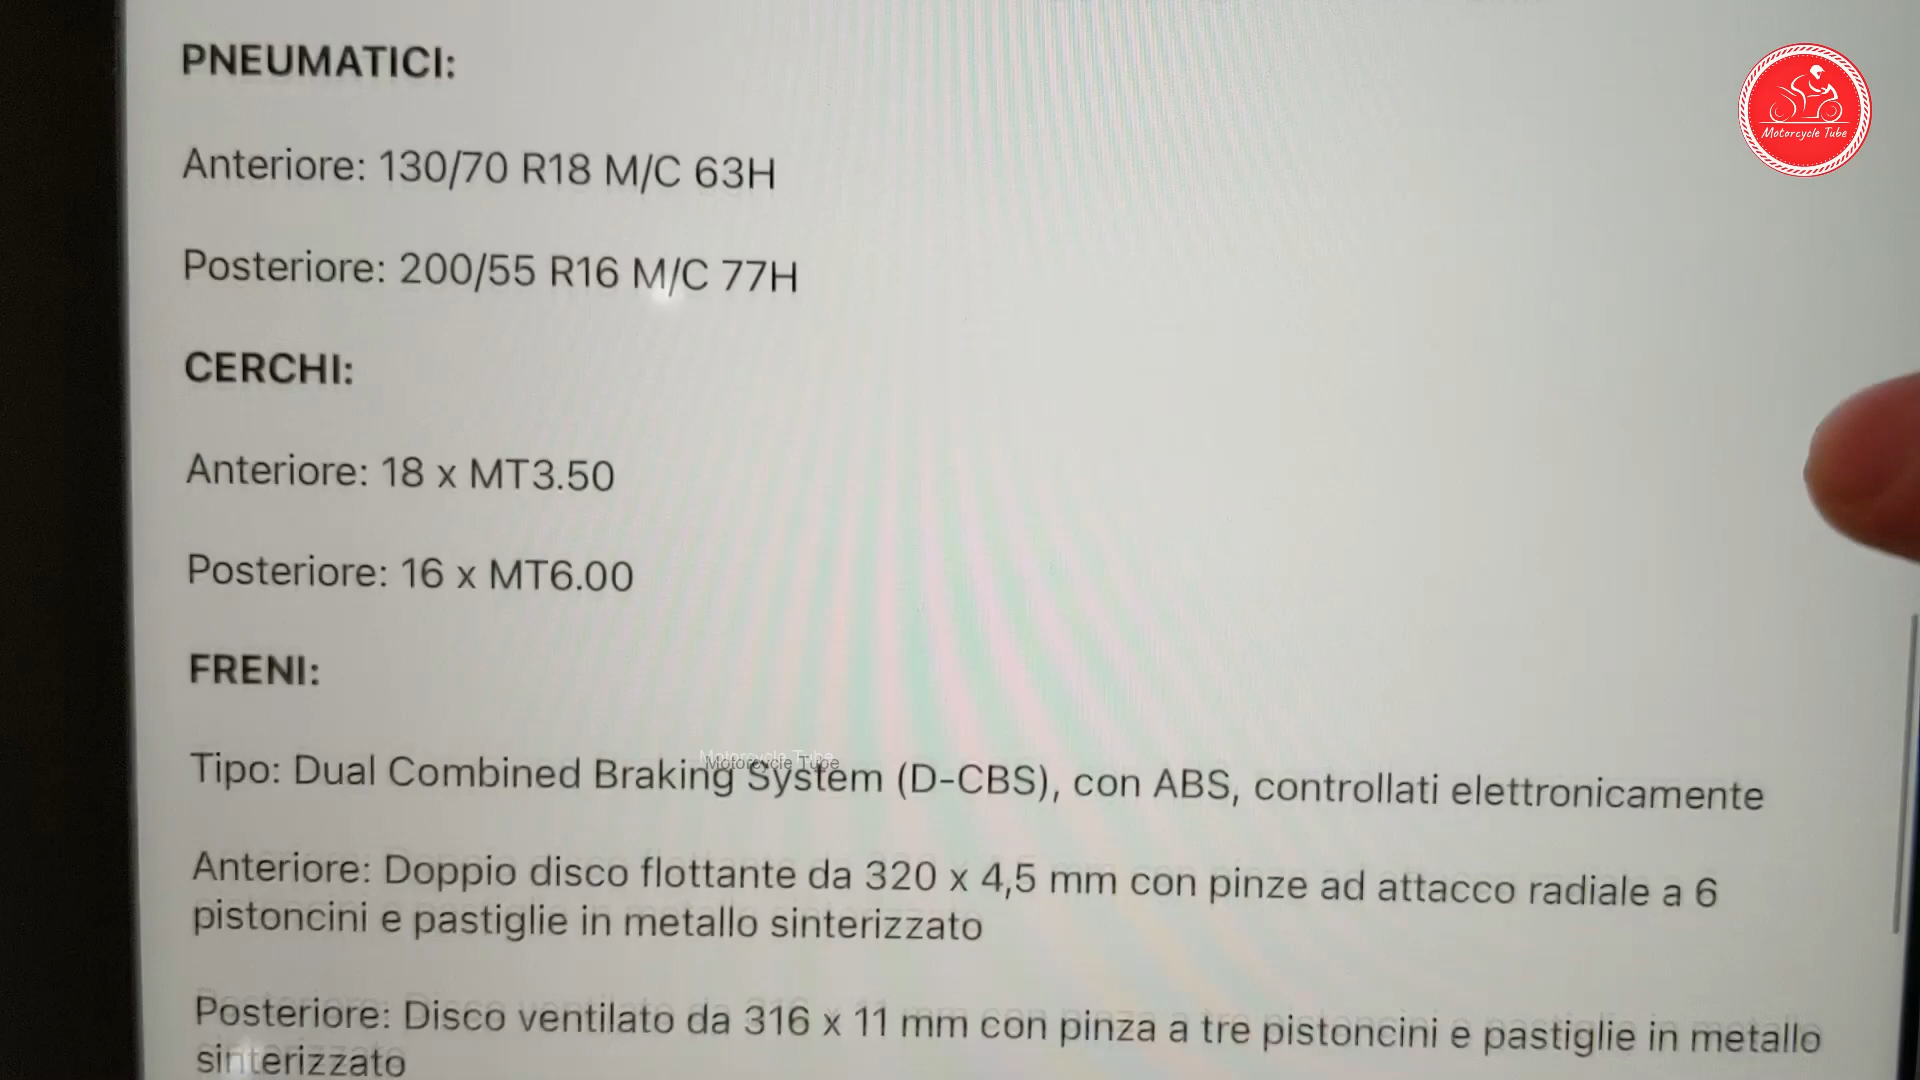 PNEUMATICI:
Motorcycle Tube
Anteriore: 130/70 R18 M/C 63H
Posteriore: 200/55 R16 M/C 77H
CERCHI:
Anteriore: 18 x MT3.50
Posteriore: 16 x MT6.00
FRENI:
Motorcycle Tube
Motorcycle Tube
Tipo: Dual Combined Braking System (D-CBS), con ABS, controllati elettronicamente
Anteriore: Doppio disco flottante da 320 x 4,5 mm con pinze ad attacco radiale a 6
pistoncini e pastiglie in metallo sinterizzato
Posteriore: Disco ventilato da 316 x 11 mm con pinza a tre pistoncini e pastiglie in metallo
sinterizzato